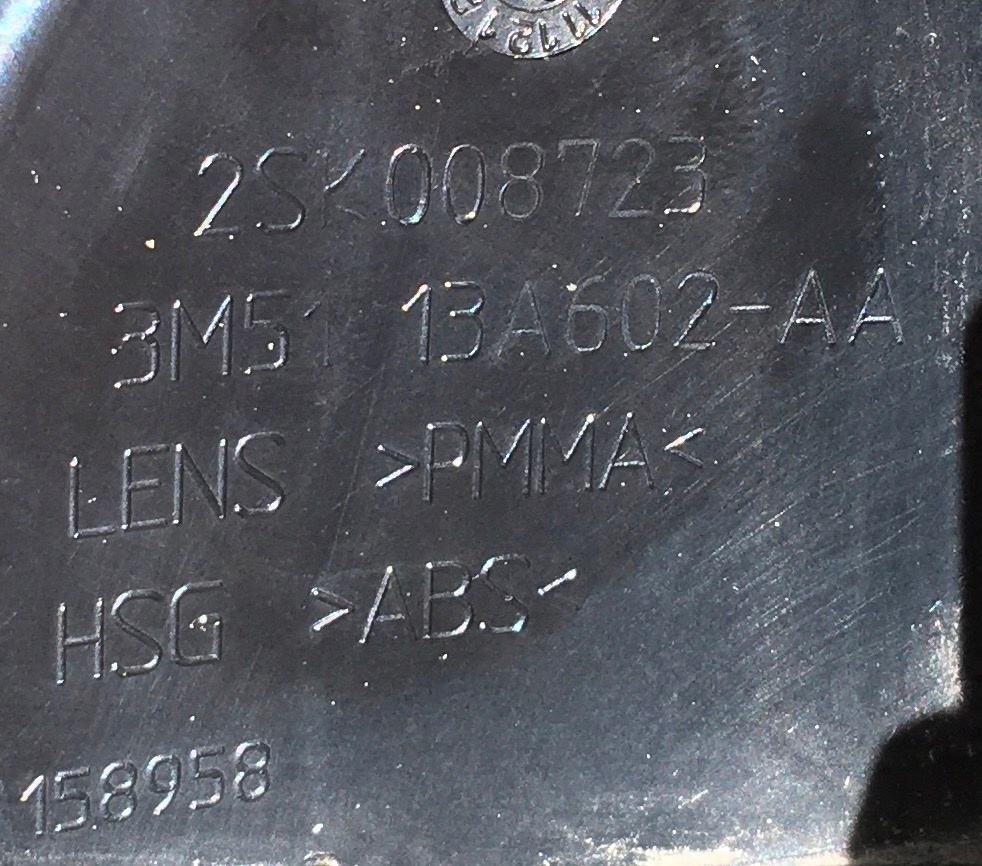 2SK008723
3M51 13A602-AA
LENS >PMMA<
HSG >ABS<
158958